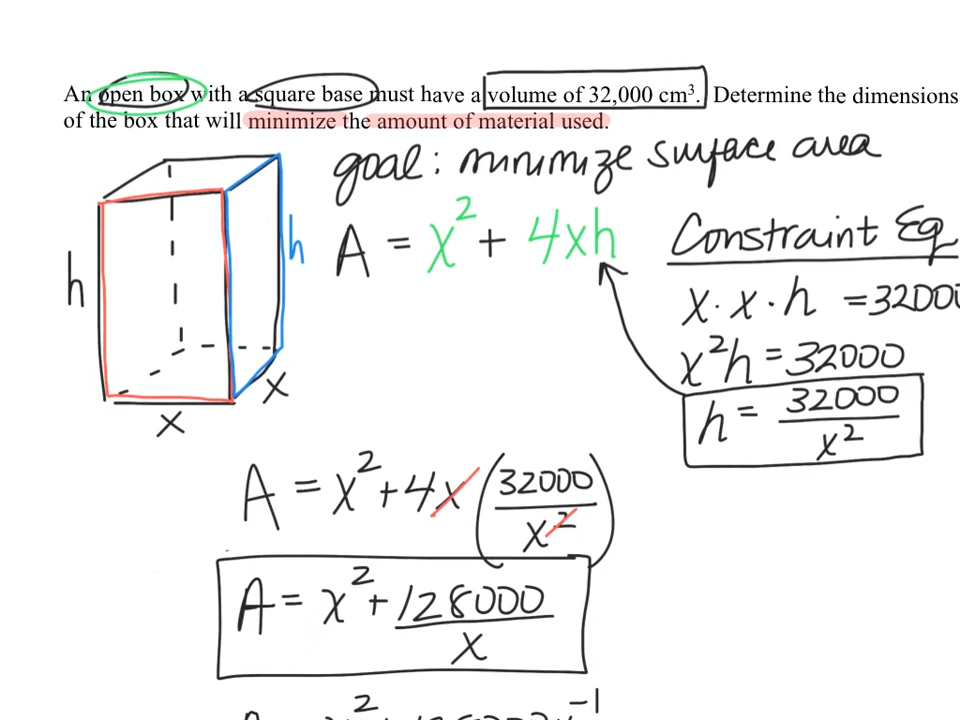 An open box with a square base must have a volume of 32,000 cm³. Determine the dimensions
of the box that will minimize the amount of material used.
goal: minimize surface area
A = x² + 4xh
Constraint Eq
x · x · h = 32000
x²h = 32000
h = 32000/x²
h
h
x
x
A = x² + 4x (32000/x²)
A = x² + 128000/x